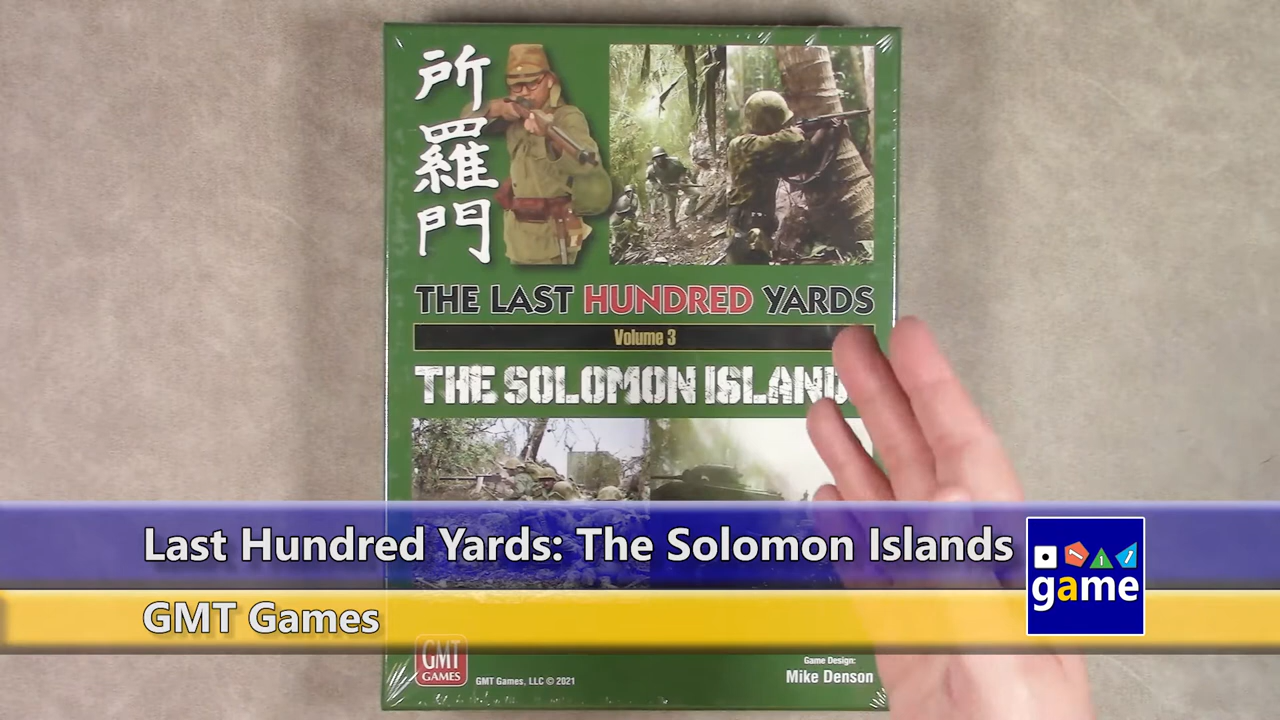 所
羅
門
THE LAST HUNDRED YARDS
Volume 3
THE SOLOMON ISLAND
Last Hundred Yards: The Solomon Islands
game
GMT Games
GMT
GAMES
GMT Games, LLC © 2021
Game Design:
Mike Denson